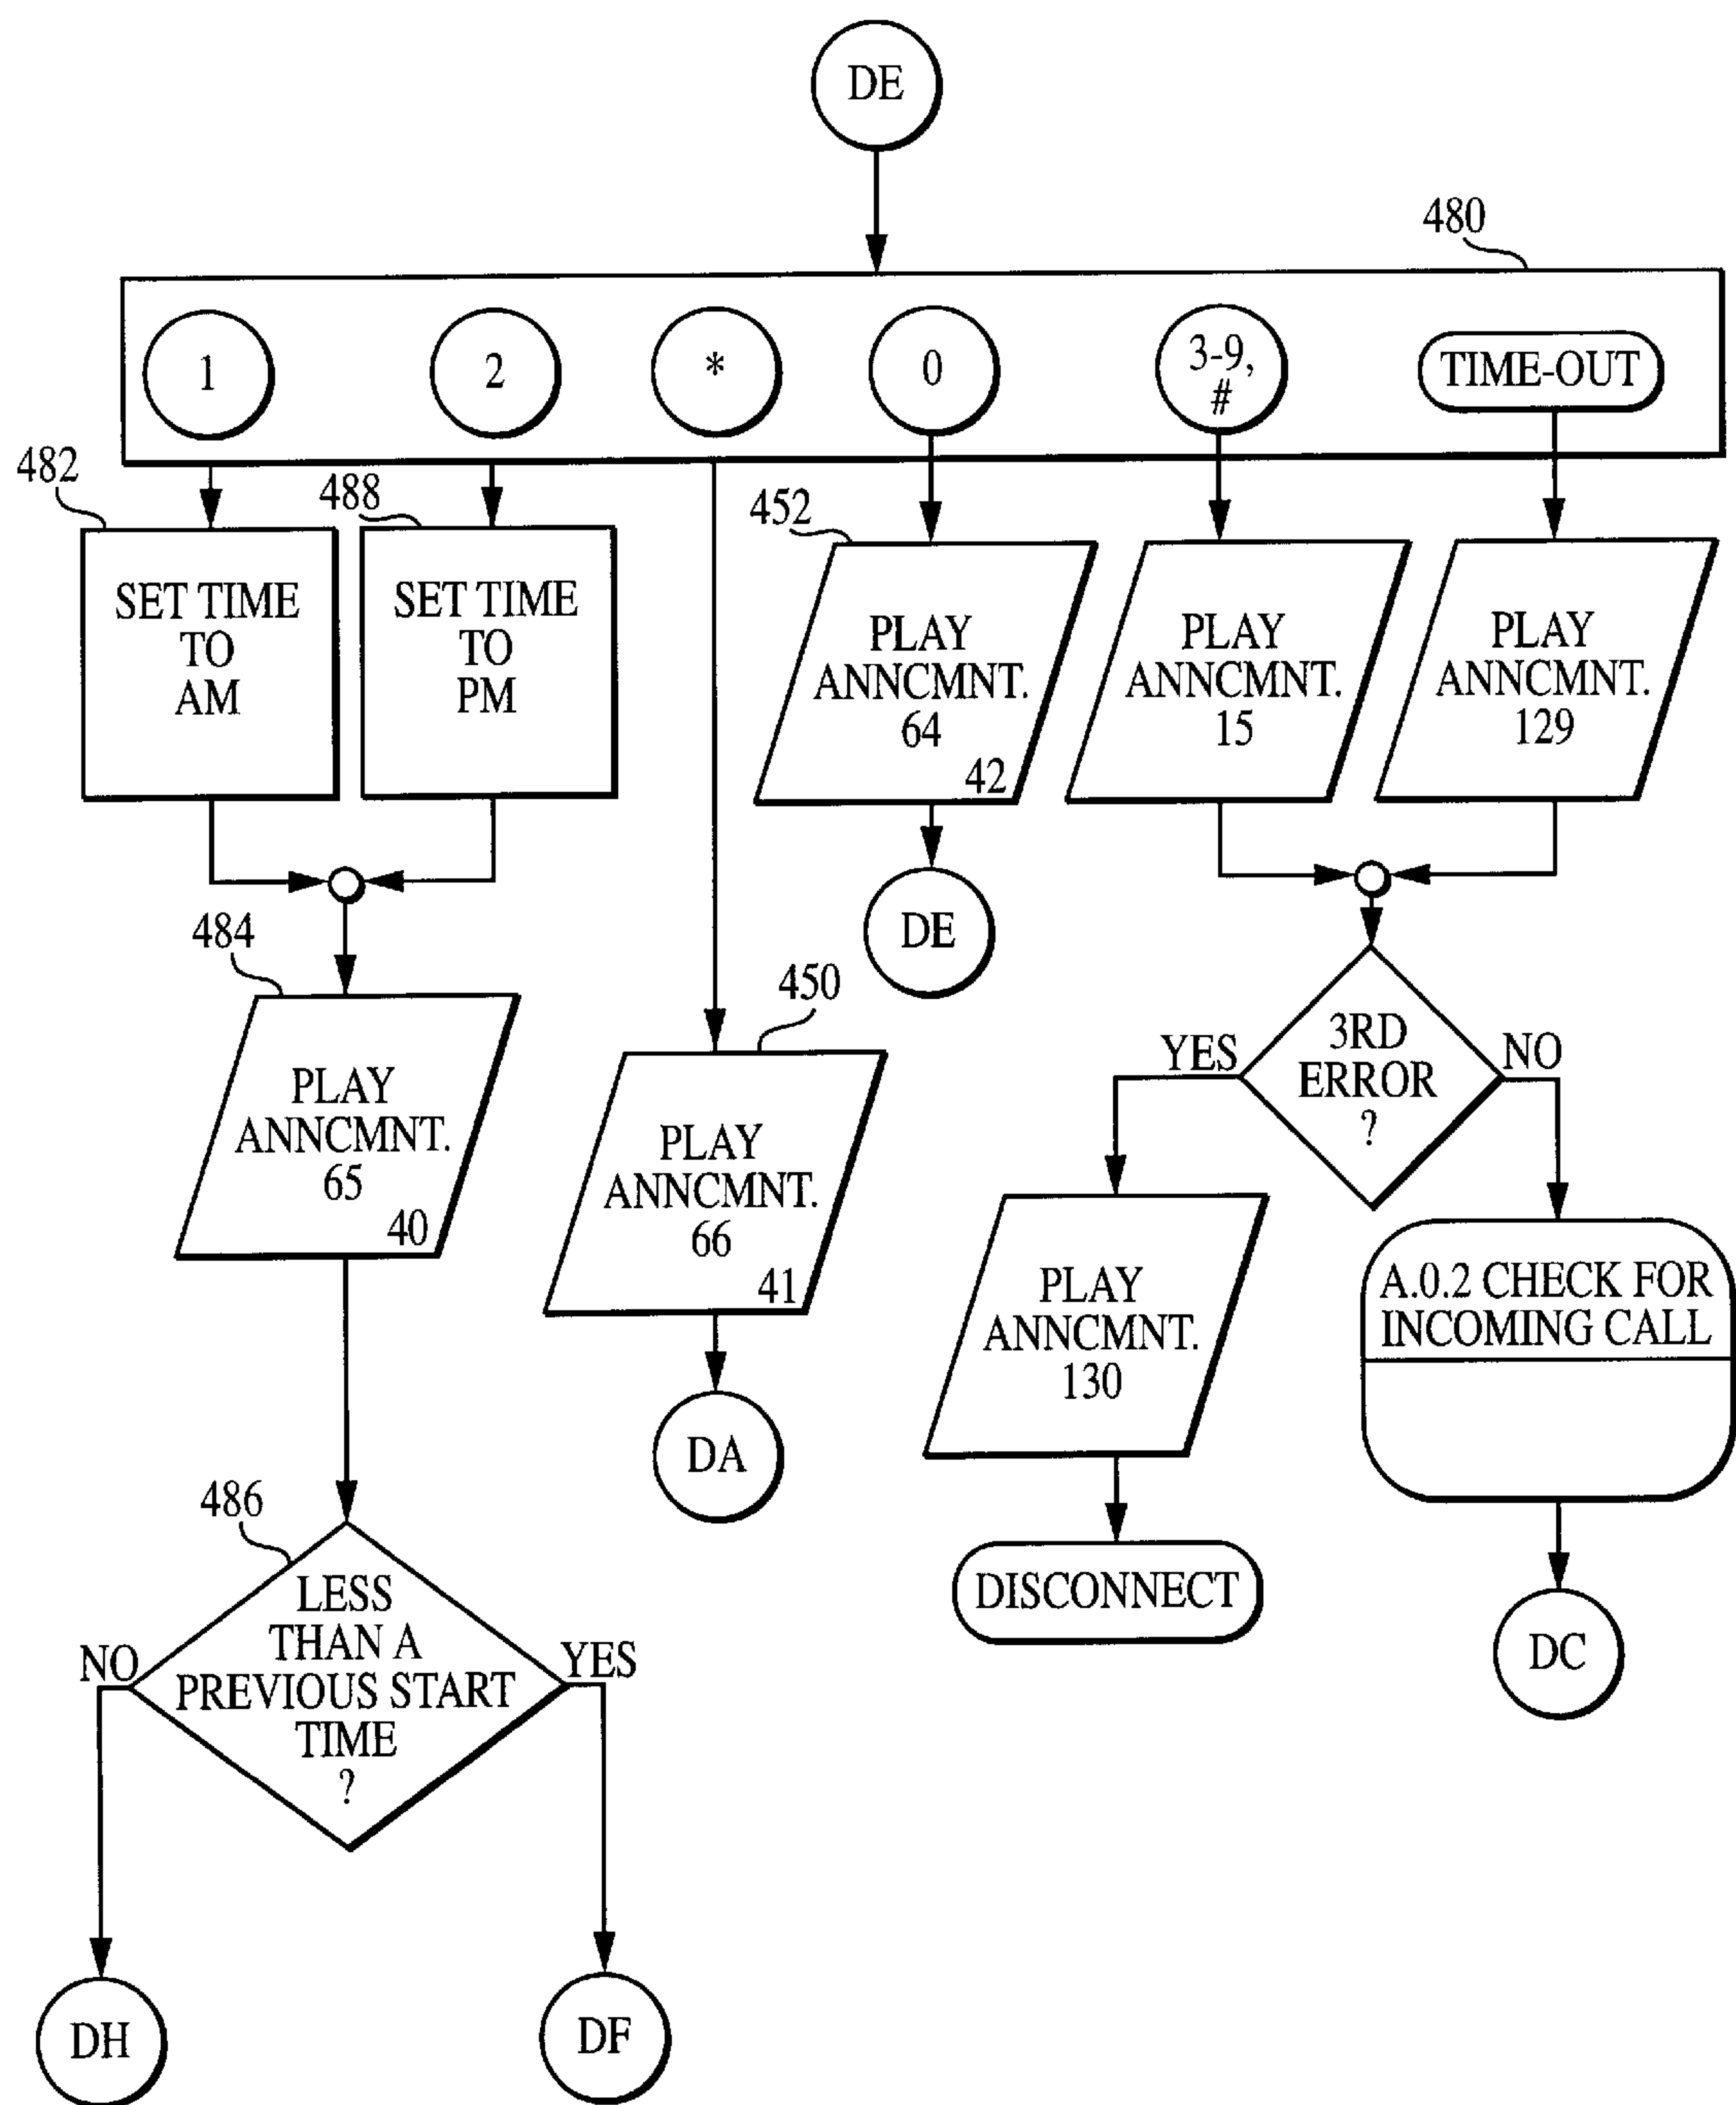 DE
480
1
2
*
0
3-9,
#
TIME-OUT
482
488
452
SET TIME
TO
AM
SET TIME
TO
PM
PLAY
ANNCMNT.
64
42
PLAY
ANNCMNT.
15
PLAY
ANNCMNT.
129
DE
484
450
PLAY
ANNCMNT.
65
40
PLAY
ANNCMNT.
66
41
3RD
ERROR
?
YES
NO
PLAY
ANNCMNT.
130
A.0.2 CHECK FOR
INCOMING CALL
DA
DISCONNECT
DC
486
LESS
THAN A
PREVIOUS START
TIME
?
NO
YES
DH
DF